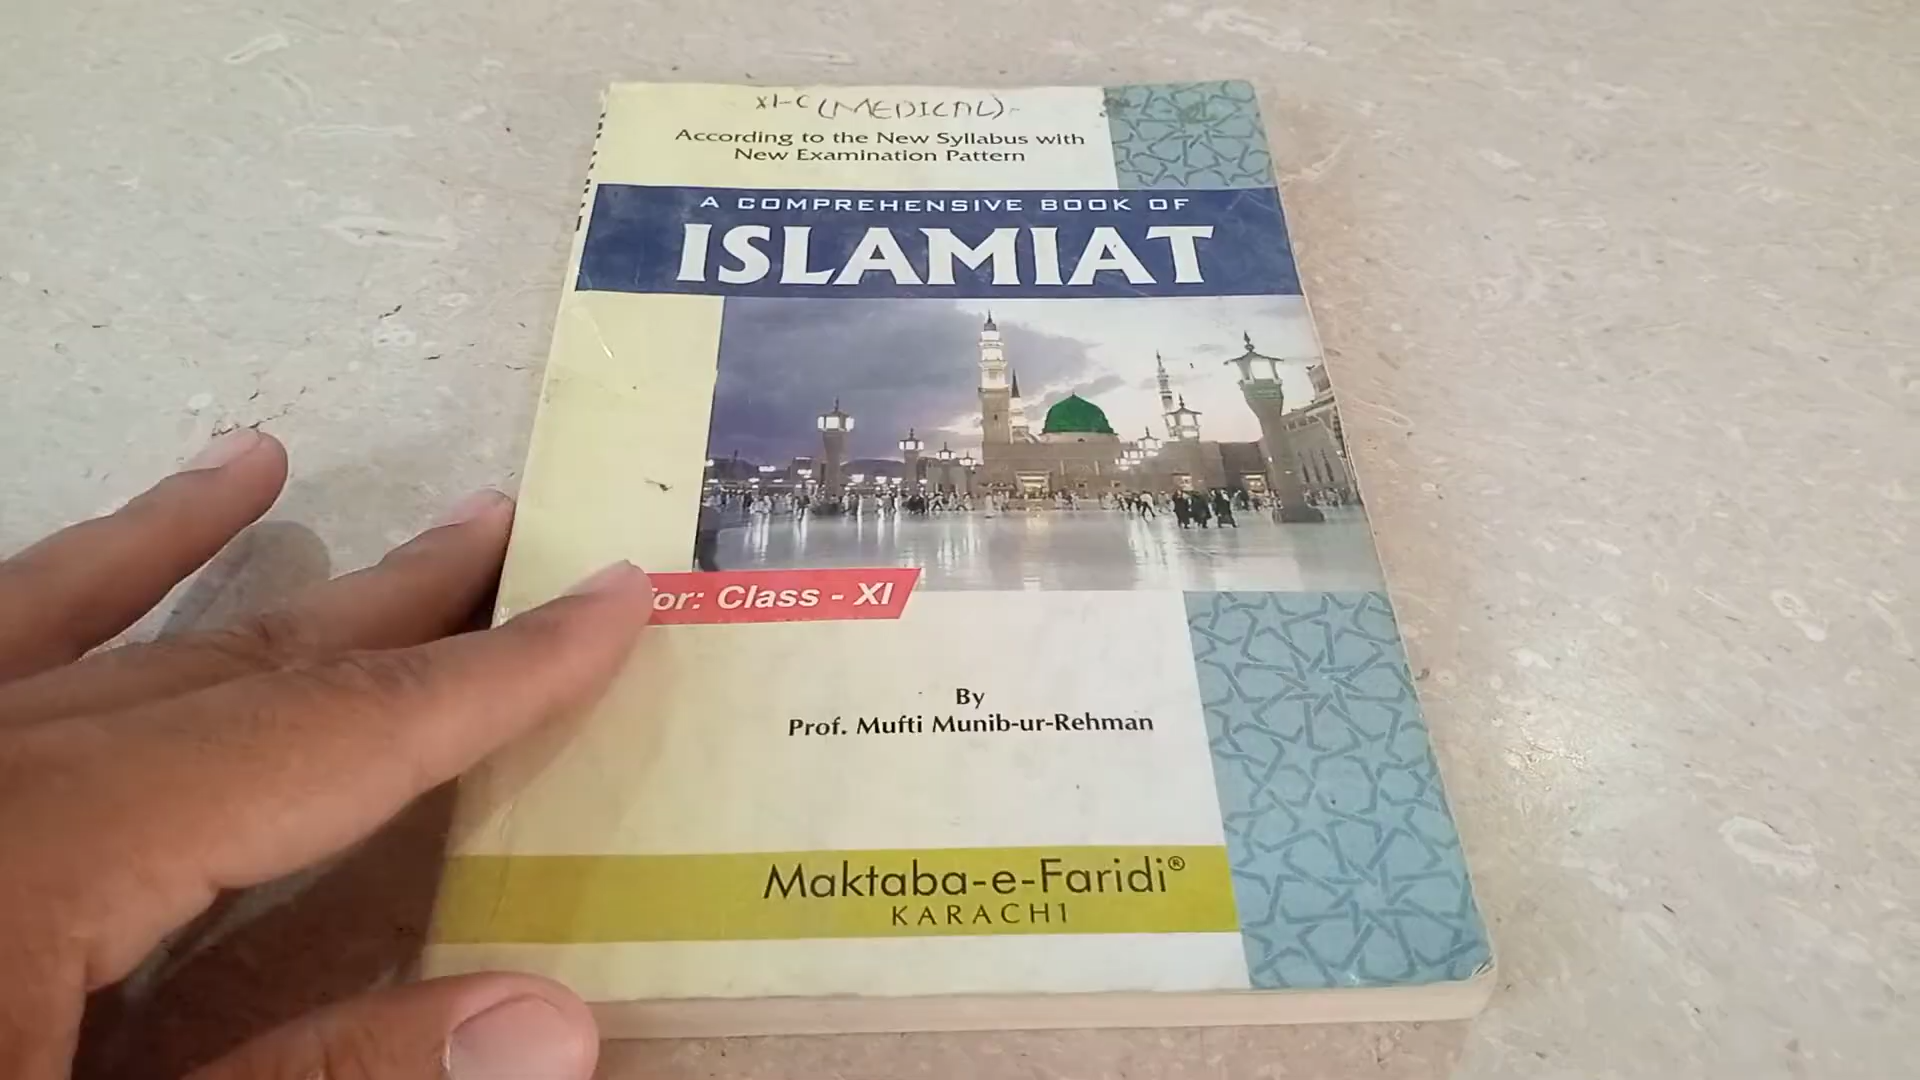 XI-C (MEDICAL)
According to the New Syllabus with
New Examination Pattern
A COMPREHENSIVE BOOK OF
ISLAMIAT
or: Class - XI
By
Prof. Mufti Munib-ur-Rehman
Maktaba-e-Faridi®
KARACHI